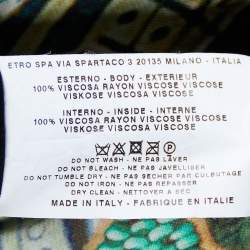 ETRO SPA VIA SPARTACO 3 20135 MILANO - ITALIA
ESTERNO - BODY - EXTERIEUR
100% VISCOSA RAYON VISCOSE VISCOSE
VISKOSE VISCOSA VISCOSE
INTERNO - INSIDE - INTERNE
100% VISCOSA RAYON VISCOSE VISCOSE
VISKOSE VISCOSA VISCOSE
DO NOT WASH - NE PAS LAVER
DO NOT BLEACH - NE PAS JAVELLISER
DO NOT TUMBLE DRY - NE PAS SECHER PAR CULBUTAGE
DO NOT IRON - NE PAS REPASSER
DRY CLEAN - NETTOYER A SEC
MADE IN ITALY - FABRIQUE EN ITALIE